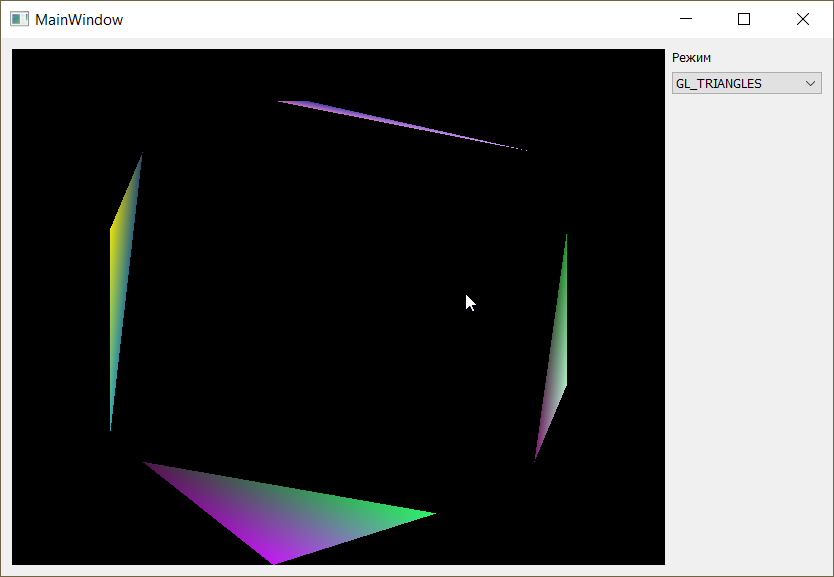 MainWindow
Режим
GL_TRIANGLES